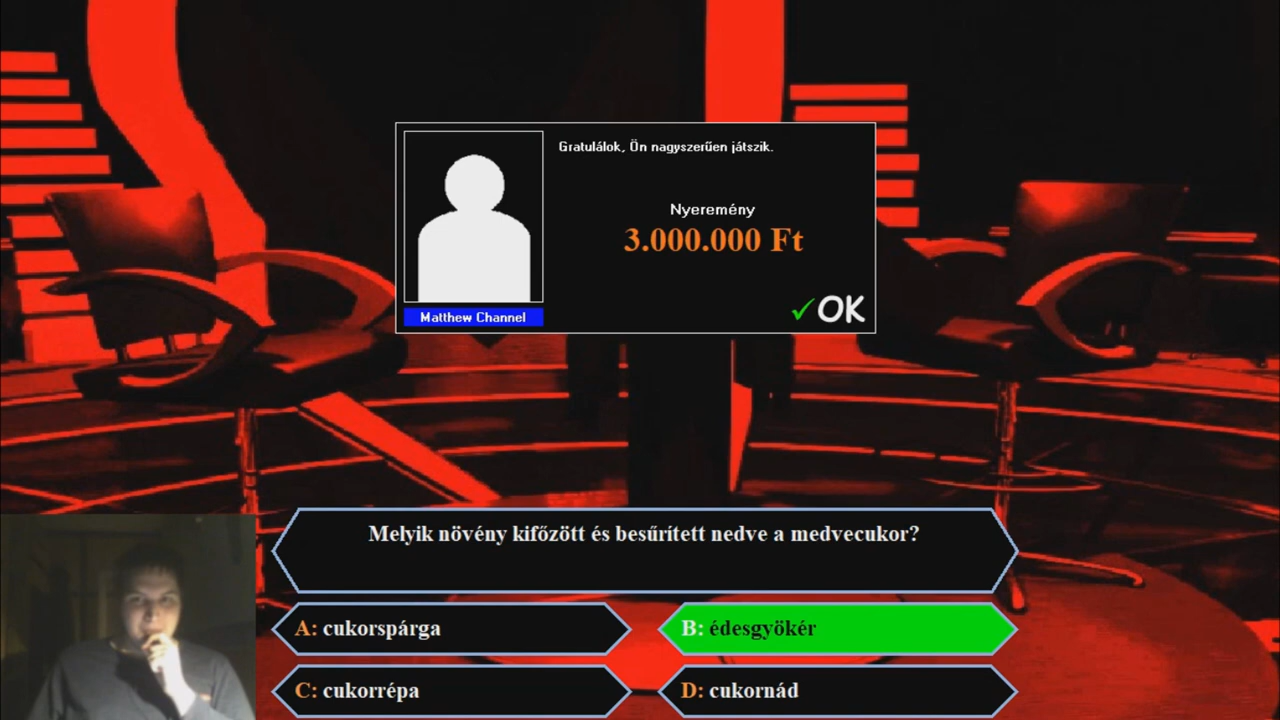 Gratulálok, Ön nagyszerűen játszik.
Nyeremény
3.000.000 Ft
OK
Matthew Channel
Melyik növény kifőzött és besűrített nedve a medvecukor?
A: cukorspárga
B: édesgyökér
C: cukorrépa
D: cukornád